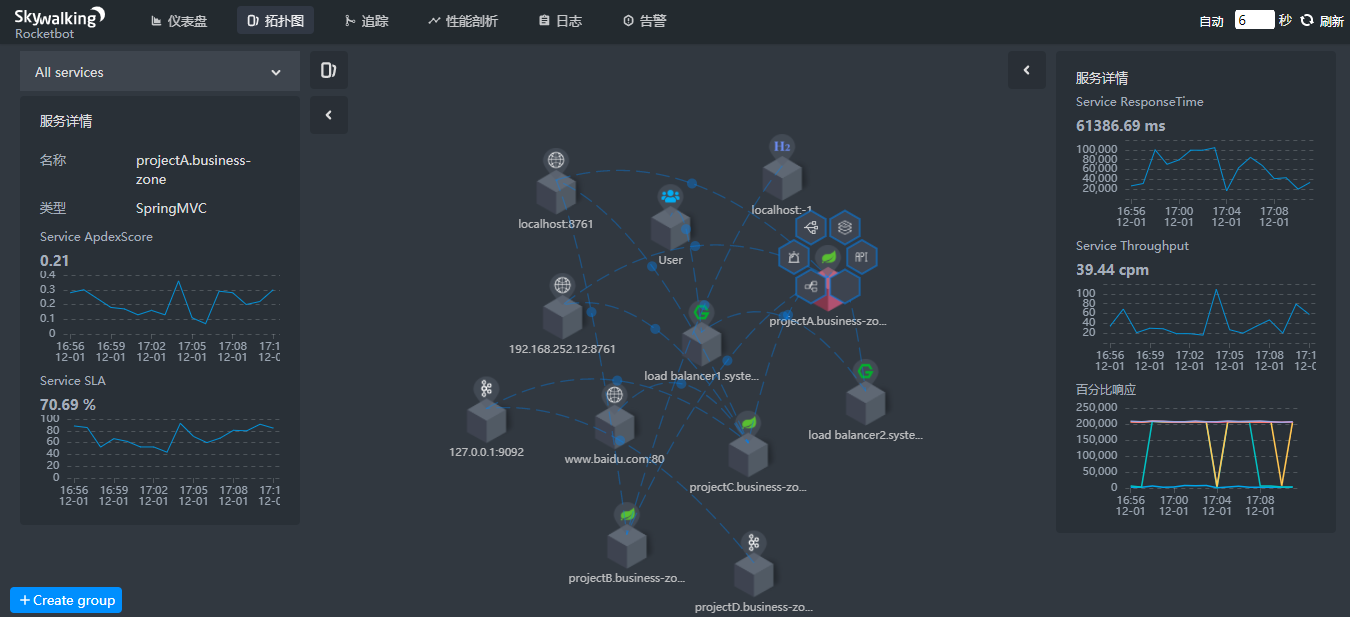 Skywalking
Rocketbot
仪表盘
拓扑图
追踪
性能剖析
日志
告警
自动 6 秒 刷新
All services
服务详情
名称 projectA.business-
zone
类型 SpringMVC
Service ApdexScore
0.21
0.4
0.3
0.2
0.1
0
16:56 16:59 17:02 17:05 17:08 17:1
12-01 12-01 12-01 12-01 12-01 12-0
Service SLA
70.69 %
100
80
60
40
20
0
16:56 16:59 17:02 17:05 17:08 17:1
12-01 12-01 12-01 12-01 12-01 12-0
Create group
H2
localhost:8761
localhost:-1
User
API
projectA.business-zo...
192.168.252.12:8761
load balancer1.syste...
load balancer2.syste...
127.0.0.1:9092
www.baidu.com:80
projectC.business-zo...
projectB.business-zo...
projectD.business-zo...
服务详情
Service ResponseTime
61386.69 ms
100,000
80,000
60,000
40,000
20,000
16:56 17:00 17:04 17:08
12-01 12-01 12-01 12-01
Service Throughput
39.44 cpm
100
80
60
40
20
16:56 16:59 17:02 17:05 17:08 17:1
12-01 12-01 12-01 12-01 12-01 12-0
百分比响应
250,000
200,000
150,000
100,000
50,000
0
16:56 17:00 17:04 17:08
12-01 12-01 12-01 12-01